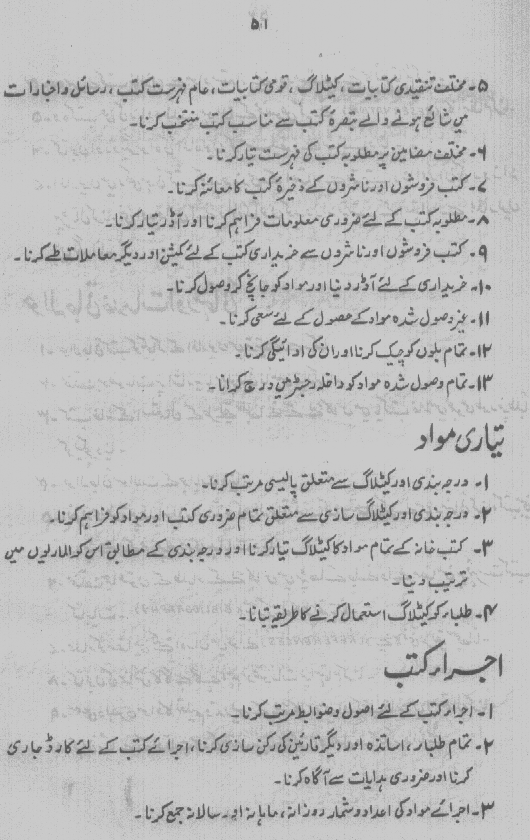 ۵۱
۵۔ مختلف تنقیدی کتابیات، کیٹلاگ، قومی کتابیات، عام فہرست کتب، رسائل و اخبارات
میں شائع ہونے والے تبصرۂ کتب سے مناسب کتب منتخب کرنا۔
۶۔ مختلف مضامین پر مطلوبہ کتب کی فہرست تیار کرنا۔
۷۔ کتب فروشوں اور ناشروں کے ذخیرۂ کتب کا معائنہ کرنا۔
۸۔ مطلوبہ کتب کے لئے ضروری معلومات فراہم کرنا اور آڈر تیار کرنا۔
۹۔ کتب فروشوں اور ناشروں سے خریداری کتب کے لئے کمیشن اور دیگر معاملات طے کرنا۔
۱۰۔ خریداری کے لئے آڈر دینا اور مواد کو جانچ کر وصول کرنا۔
۱۱۔ غیر وصول شدہ مواد کے حصول کے لئے سعی کرنا۔
۱۲۔ تمام بلوں کو چیک کرنا اور ان کی ادائیگی کرنا۔
۱۳۔ تمام وصول شدہ مواد کو داخلہ رجسٹر میں درج کرانا۔
تیاری مواد
۱۔ درجہ بندی اور کیٹلاگ سے متعلق پالیسی مرتب کرنا۔
۲۔ درجہ بندی اور کیٹلاگ سازی سے متعلق تمام ضروری کتب اور مواد کو فراہم کرنا۔
۳۔ کتب خانہ کے تمام مواد کا کیٹلاگ تیار کرنا اور درجہ بندی کے مطابق اس کو الماریوں میں
ترتیب دینا۔
۴۔ طلباء کو کیٹلاگ استعمال کرنے کا طریقہ بتانا۔
اجراء کتب
۱۔ اجراء کتب کے لئے اصول و ضوابط مرتب کرنا۔
۲۔ تمام طلباء، اساتذہ اور دیگر قارئین کی رکن سازی کرنا، اجرائے کتب کے لئے کارڈ جاری
کرنا اور ضروری ہدایات سے آگاہ کرنا۔
۳۔ اجرائے مواد کی اعداد و شمار روزانہ، ماہانہ اور سالانہ جمع کرنا۔